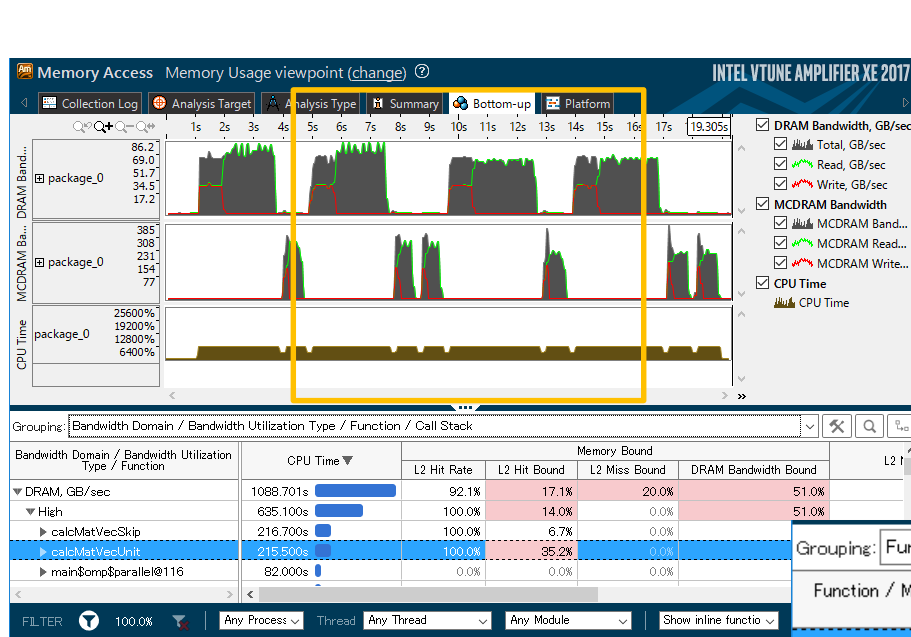 Am Memory Access Memory Usage viewpoint (change) ? INTEL VTUNE AMPLIFIER XE 2017
Collection Log Analysis Target Analysis Type Summary Bottom-up Platform
1s 2s 3s 4s 5s 6s 7s 8s 9s 10s 11s 12s 13s 14s 15s 16s 17s 19.305s
DRAM Band...
package_0
86.2
69.0
51.7
34.5
17.2
MCDRAM Ba...
package_0
385
308
231
154
77
CPU Time
package_0
25600%
19200%
12800%
6400%
DRAM Bandwidth, GB/sec
Total, GB/sec
Read, GB/sec
Write, GB/sec
MCDRAM Bandwidth
MCDRAM Band...
MCDRAM Read...
MCDRAM Write...
CPU Time
CPU Time
Grouping: Bandwidth Domain / Bandwidth Utilization Type / Function / Call Stack
Bandwidth Domain / Bandwidth Utilization
Type / Function
CPU Time
Memory Bound
L2 Hit Rate L2 Hit Bound L2 Miss Bound DRAM Bandwidth Bound
L2
DRAM, GB/sec 1088.701s 92.1% 17.1% 20.0% 51.0%
High 635.100s 100.0% 14.0% 0.0% 51.0%
calcMatVecSkip 216.700s 100.0% 6.7% 0.0%
calcMatVecUnit 215.500s 100.0% 35.2% 0.0%
main$omp$parallel@116 82.000s 0.0% 0.0% 0.0%
Grouping: Fun
Function / M
FILTER 100.0% Any Process Thread Any Thread Any Module Show inline functio